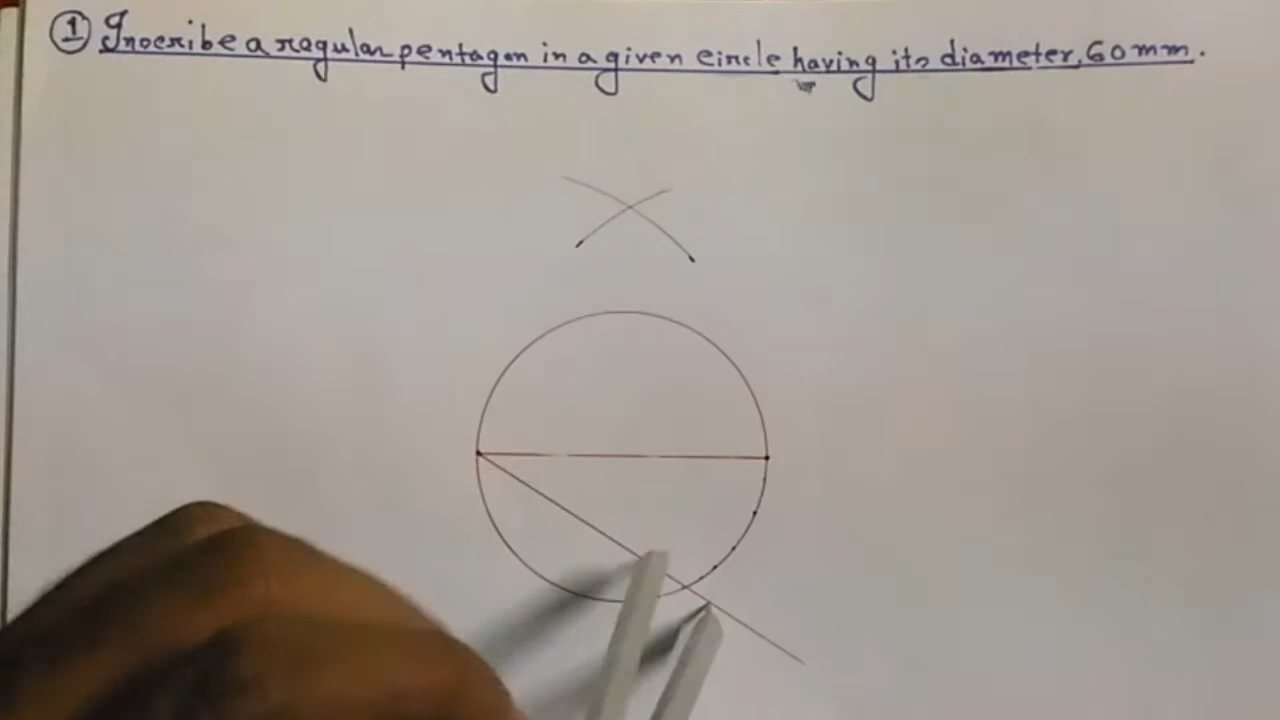 ① Inscribe a regular pentagon in a given circle having its diameter, 60 mm.